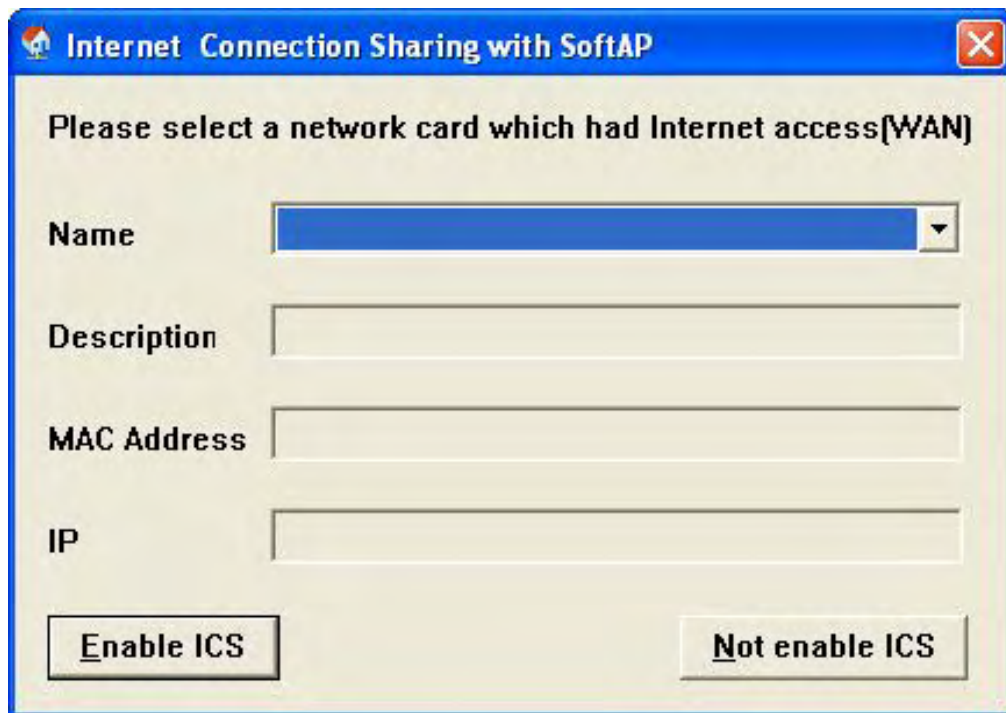 Internet Connection Sharing with SoftAP
Please select a network card which had Internet access(WAN)
Name
Description
MAC Address
IP
Enable ICS
Not enable ICS